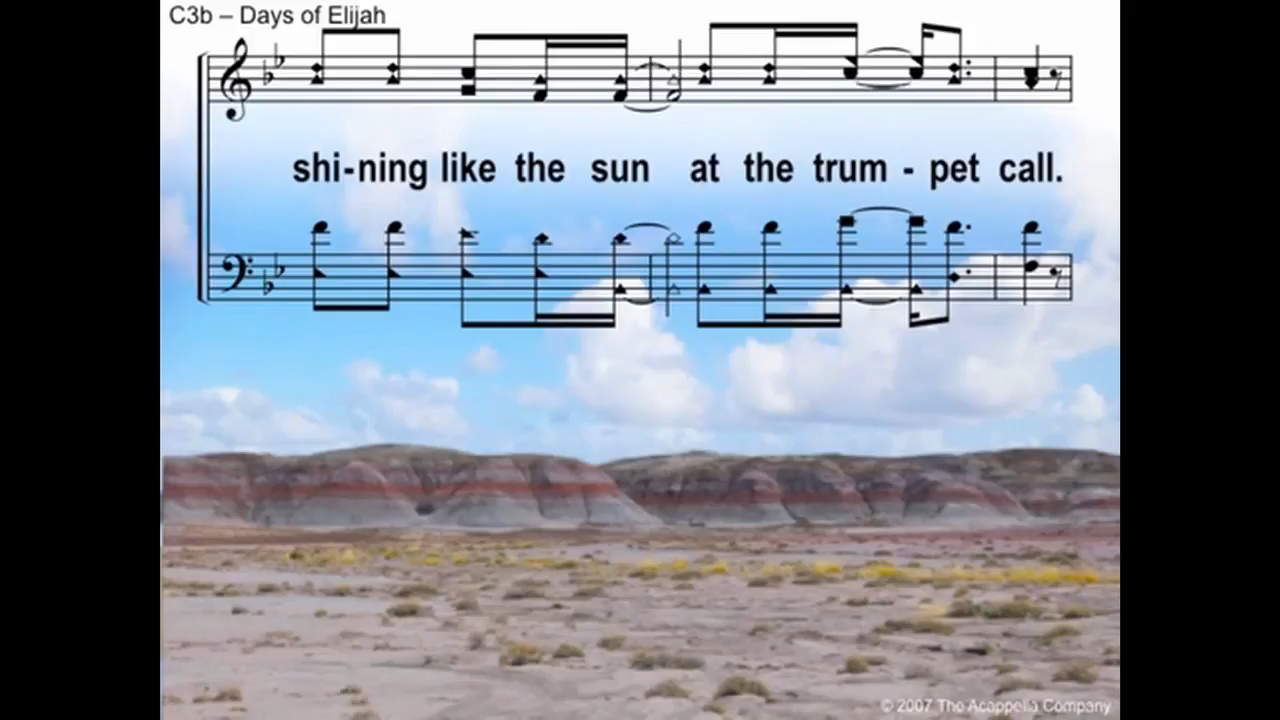 C3b – Days of Elijah
shi-ning like the sun at the trum - pet call.
© 2007 The Acappella Company